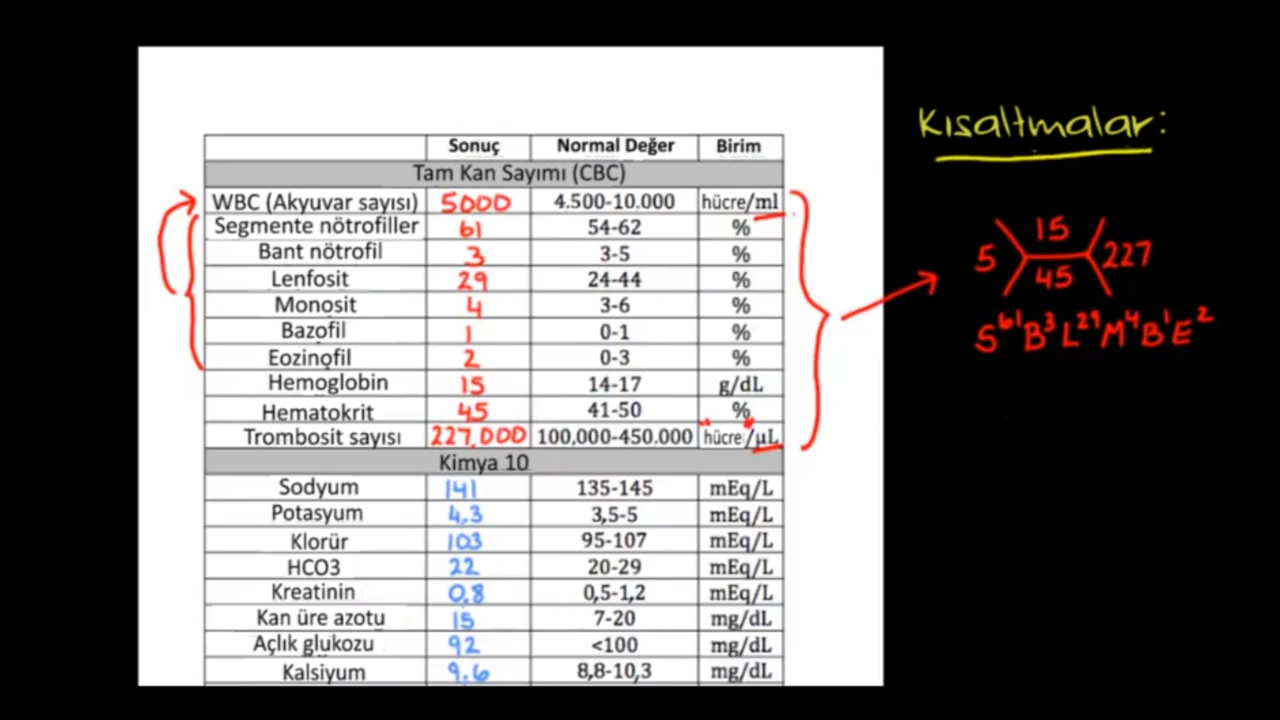 Kısaltmalar:
Sonuç Normal Değer Birim
Tam Kan Sayımı (CBC)
WBC (Akyuvar sayısı) 5000 4.500-10.000 hücre/ml
Segmente nötrofiller 61 54-62 %
Bant nötrofil 3 3-5 %
Lenfosit 29 24-44 %
Monosit 4 3-6 %
Bazofil 1 0-1 %
Eozinofil 2 0-3 %
Hemoglobin 15 14-17 g/dL
Hematokrit 45 41-50 %
Trombosit sayısı 227,000 100,000-450.000 "hücre"/µL
Kimya 10
Sodyum 141 135-145 mEq/L
Potasyum 4,3 3,5-5 mEq/L
Klorür 103 95-107 mEq/L
HCO3 22 20-29 mEq/L
Kreatinin 0,8 0,5-1,2 mEq/L
Kan üre azotu 15 7-20 mg/dL
Açlık glukozu 92 <100 mg/dL
Kalsiyum 9,6 8,8-10,3 mg/dL
15
5 227
45
S⁶¹B³L²⁹M⁴B¹E²